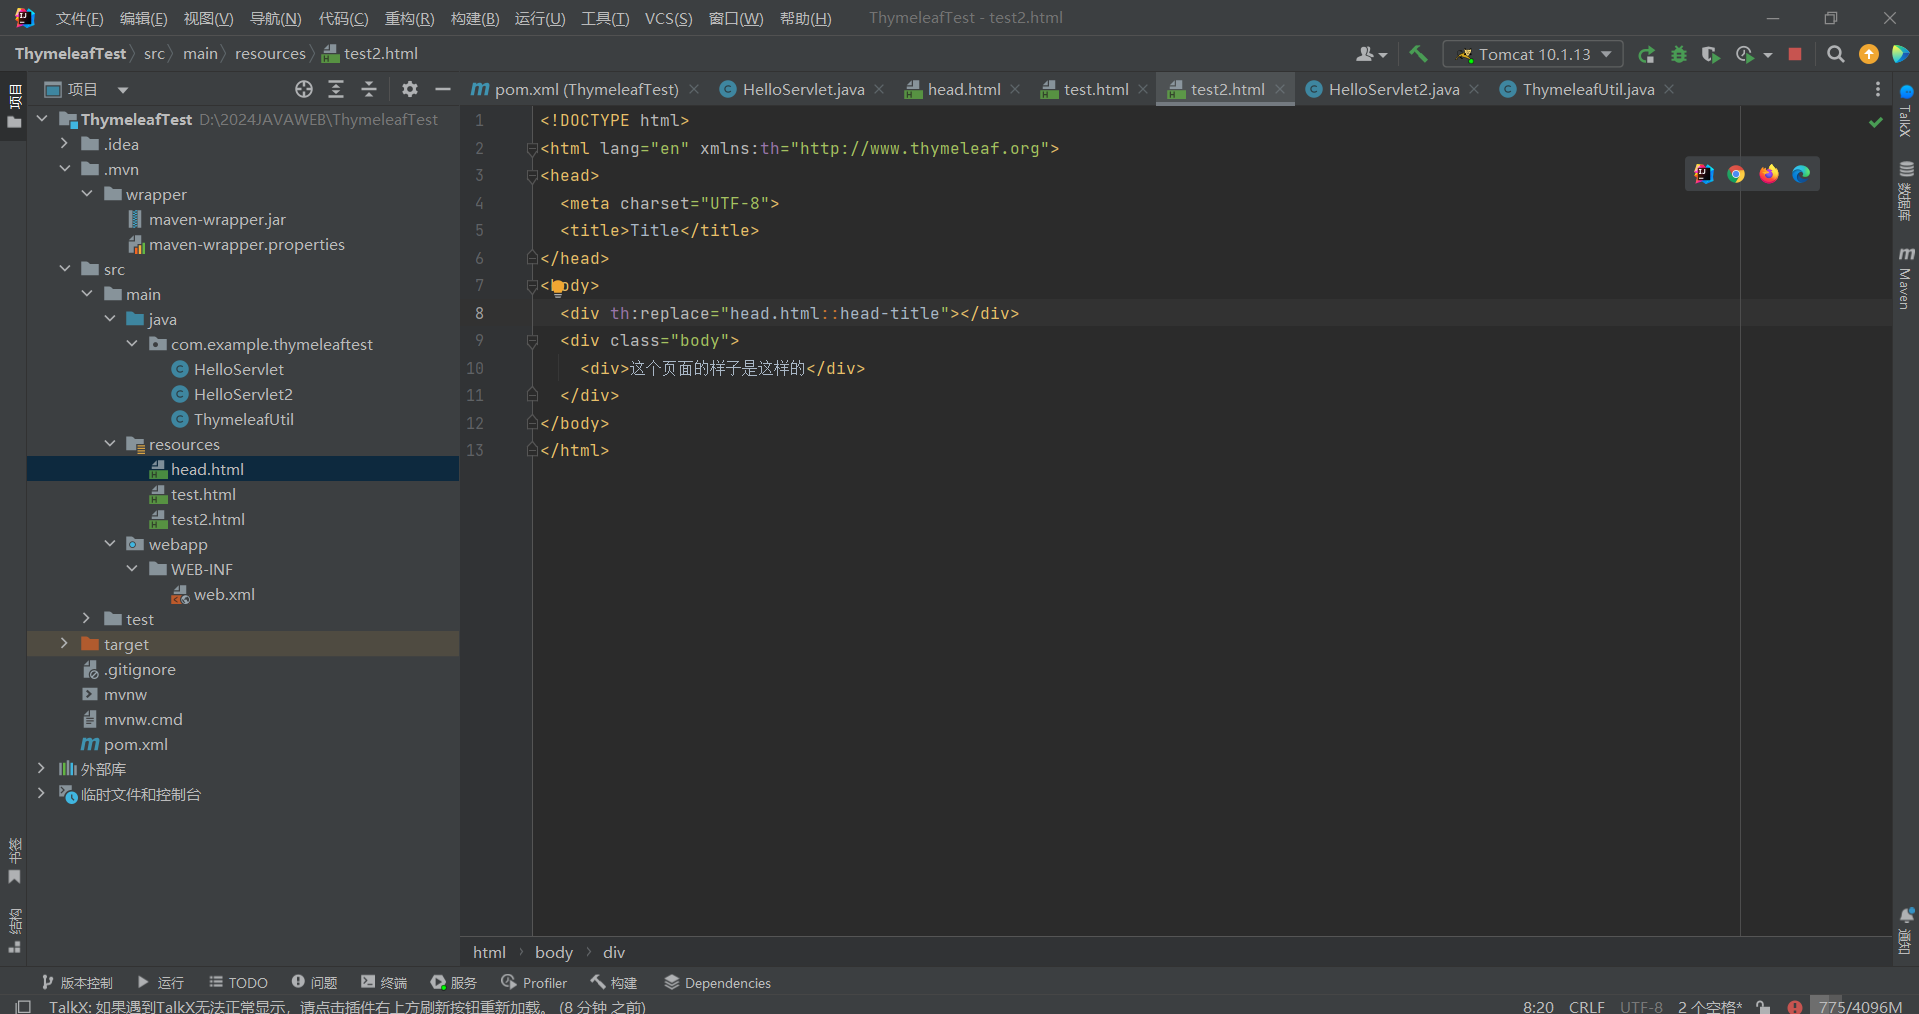 文件(F) 编辑(E) 视图(V) 导航(N) 代码(C) 重构(R) 构建(B) 运行(U) 工具(T) VCS(S) 窗口(W) 帮助(H) ThymeleafTest - test2.html
ThymeleafTest src main resources test2.html
Tomcat 10.1.13
项目
项目
pom.xml (ThymeleafTest) HelloServlet.java head.html test.html test2.html HelloServlet2.java ThymeleafUtil.java
ThymeleafTest D:\2024JAVAWEB\ThymeleafTest
.idea
.mvn
wrapper
maven-wrapper.jar
maven-wrapper.properties
src
main
java
com.example.thymeleaftest
HelloServlet
HelloServlet2
ThymeleafUtil
resources
head.html
test.html
test2.html
webapp
WEB-INF
web.xml
test
target
.gitignore
mvnw
mvnw.cmd
pom.xml
外部库
临时文件和控制台
书签
结构
1 <!DOCTYPE html>
2 <html lang="en" xmlns:th="http://www.thymeleaf.org">
3 <head>
4 <meta charset="UTF-8">
5 <title>Title</title>
6 </head>
7 <body>
8 <div th:replace="head.html::head-title"></div>
9 <div class="body">
10 <div>这个页面的样子是这样的</div>
11 </div>
12 </body>
13 </html>
TalkX
数据库
Maven
通知
html body div
版本控制 运行 TODO 问题 终端 服务 Profiler 构建 Dependencies
TalkX: 如果遇到TalkX无法正常显示，请点击插件右上方刷新按钮重新加载。 (8 分钟 之前)
8:20 CRLF UTF-8 2 个空格* 775/4096M